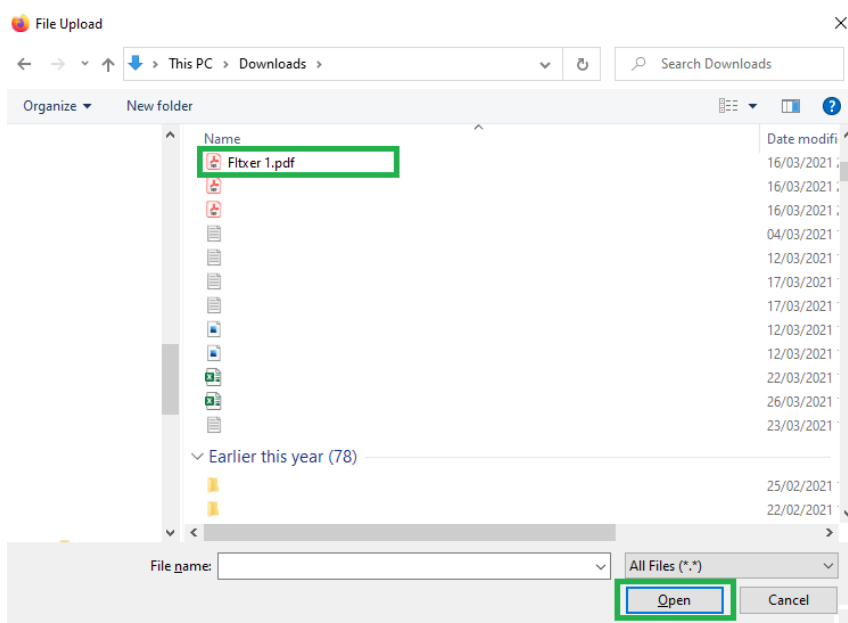 File Upload
This PC > Downloads >
Search Downloads
Organize
New folder
?
Name
Date modifi
Fltxer 1.pdf
16/03/2021
16/03/2021
16/03/2021
04/03/2021
12/03/2021
17/03/2021
17/03/2021
12/03/2021
12/03/2021
22/03/2021
26/03/2021
23/03/2021
Earlier this year (78)
25/02/2021
22/02/2021
File name:
All Files (*.*)
Open
Cancel